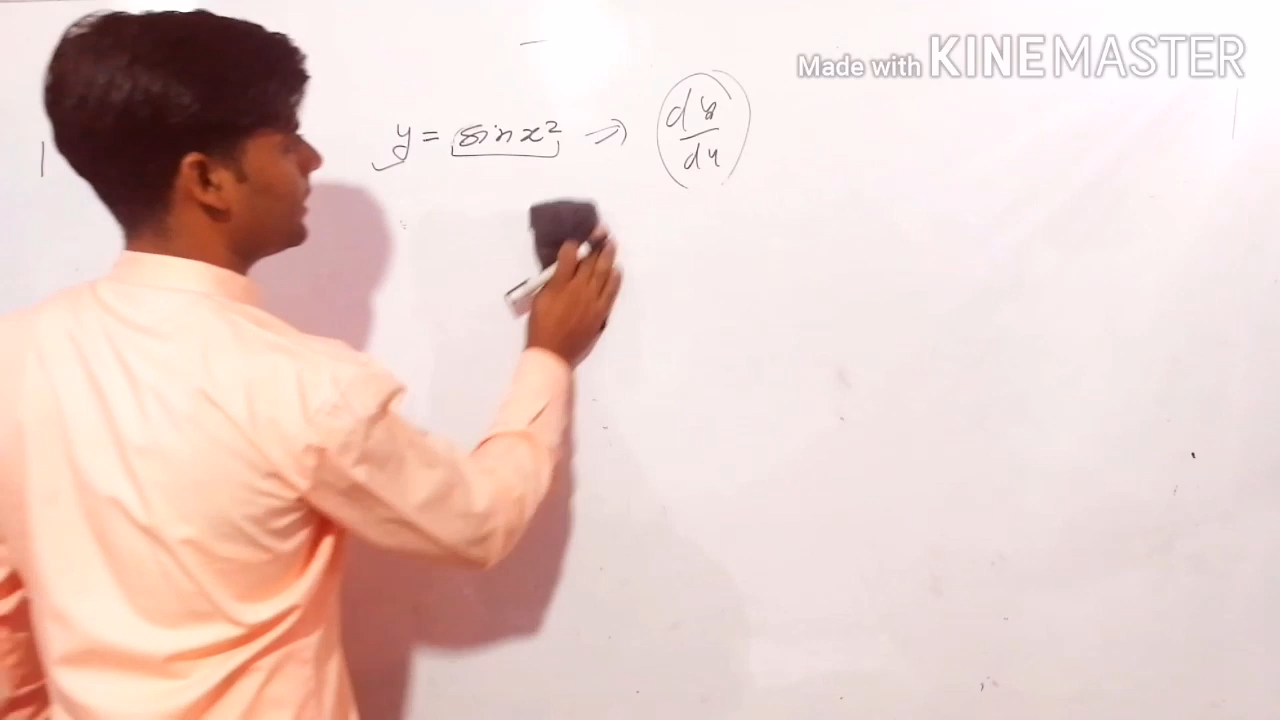 Made with KINEMASTER
y = sin x² ⇒ dy/dx